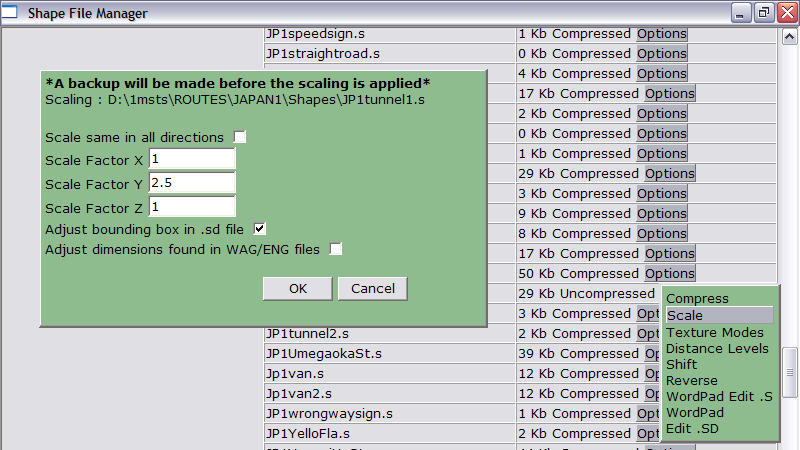 Shape File Manager
JP1speedsign.s 1 Kb Compressed Options
JP1straightroad.s 0 Kb Compressed Options
4 Kb Compressed Options
17 Kb Compressed Options
2 Kb Compressed Options
0 Kb Compressed Options
1 Kb Compressed Options
29 Kb Compressed Options
3 Kb Compressed Options
9 Kb Compressed Options
8 Kb Compressed Options
17 Kb Compressed Options
50 Kb Compressed Options
29 Kb Uncompressed
3 Kb Compressed
JP1tunnel2.s 2 Kb Compressed
JP1UmegaokaSt.s 39 Kb Compressed
Jp1van.s 12 Kb Compressed
Jp1van2.s 12 Kb Compressed
JP1wrongwaysign.s 1 Kb Compressed
JP1YelloFla.s 2 Kb Compressed
*A backup will be made before the scaling is applied*
Scaling : D:\1msts\ROUTES\JAPAN1\Shapes\JP1tunnel1.s
Scale same in all directions
Scale Factor X 1
Scale Factor Y 2.5
Scale Factor Z 1
Adjust bounding box in .sd file
Adjust dimensions found in WAG/ENG files
OK Cancel
Compress
Scale
Texture Modes
Distance Levels
Shift
Reverse
WordPad Edit .S
WordPad
Edit .SD